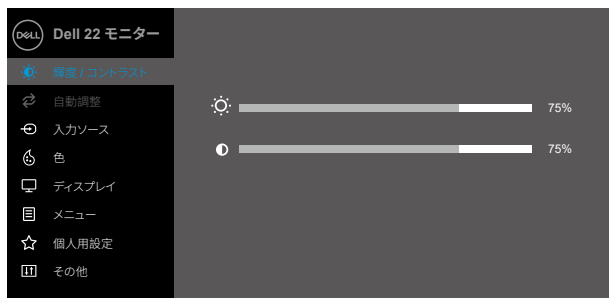 DELL
Dell 22 モニター
輝度 / コントラスト
自動調整
入力ソース
色
ディスプレイ
メニュー
個人用設定
その他
75%
75%